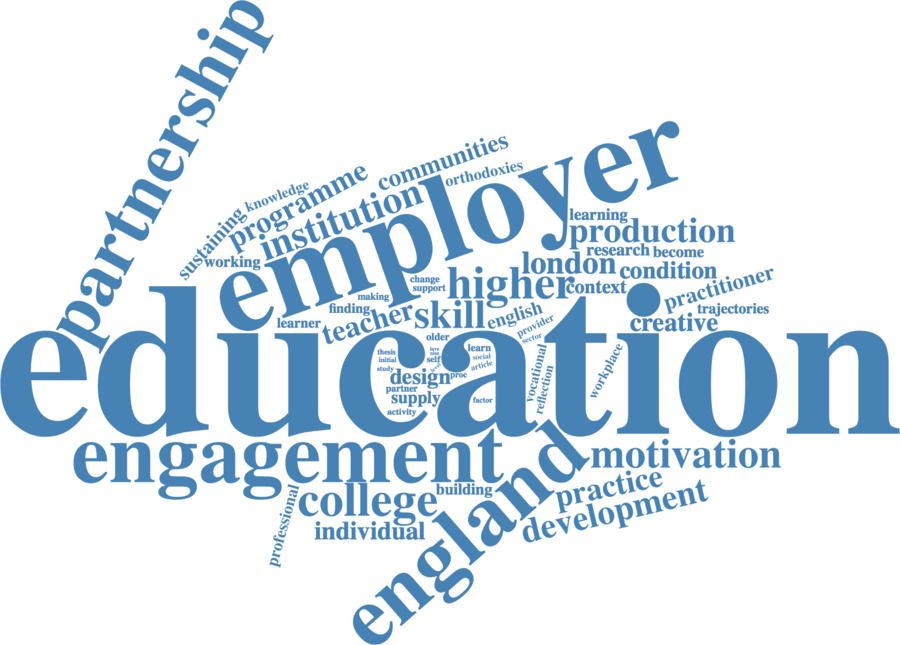 partnership
communities
orthodoxies
employer
knowledge
programme
institution
sustaining
working
learning
production
research
become
london
condition
higher
context
practitioner
trajectories
creative
change
support
making
finding
learner
teacher
skill
english
provider
sector
older
education
thesis
initial
study
self
learn
social
article
design
proc
partner
supply
activity
factor
vocational
reflection
workplace
engagement
motivation
england
practice
development
college
building
individual
professional